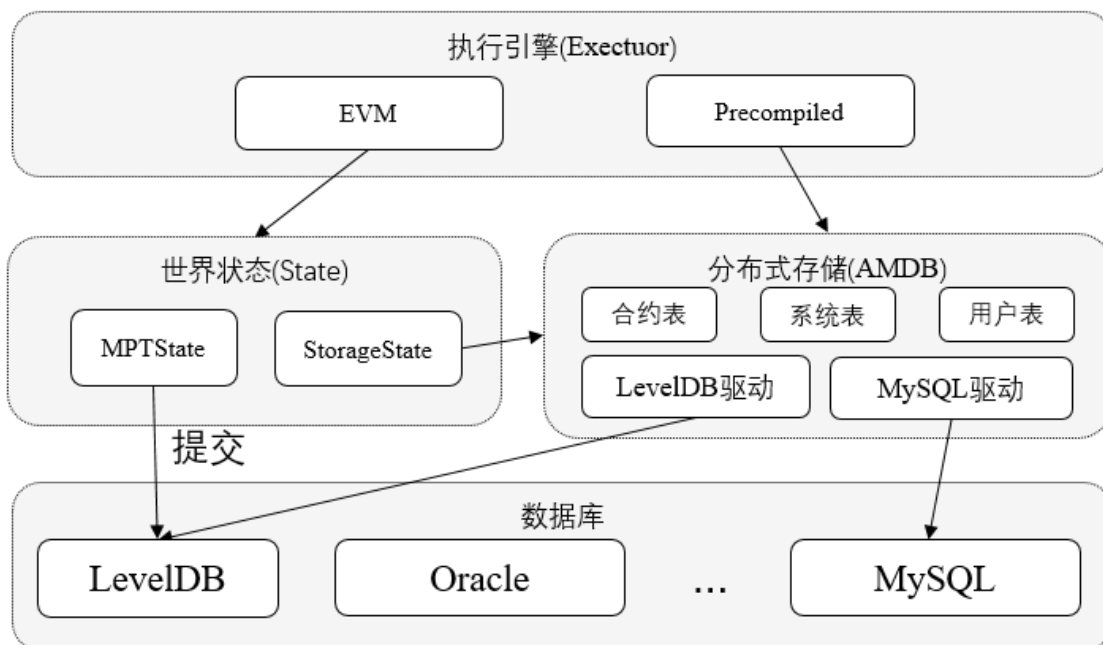 执行引擎(Exectuor)
EVM
Precompiled
世界状态(State)
MPTState
StorageState
分布式存储(AMDB)
合约表
系统表
用户表
LevelDB驱动
MySQL驱动
提交
数据库
LevelDB
Oracle
...
MySQL